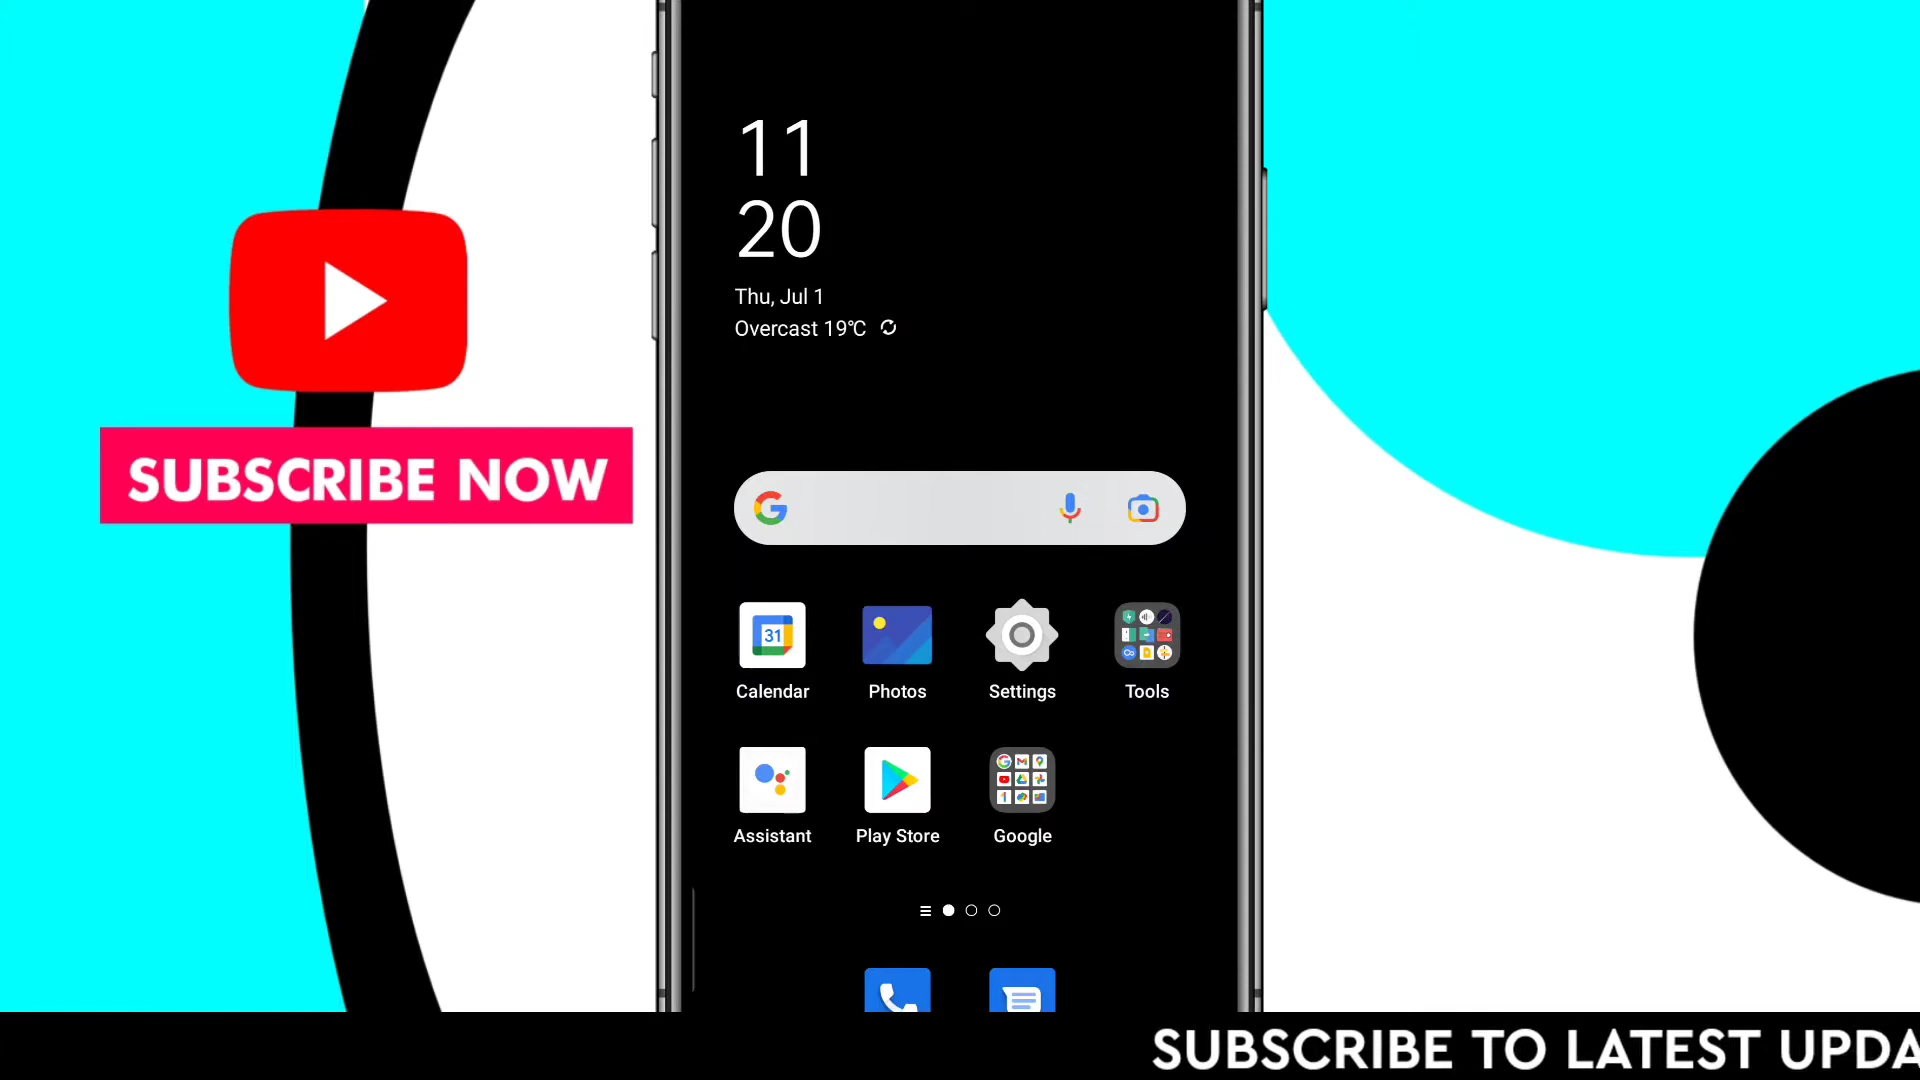 11
20
Thu, Jul 1
Overcast 19℃
SUBSCRIBE NOW
31
Calendar
Photos
Settings
Tools
Assistant
Play Store
Google
SUBSCRIBE TO LATEST UPDA